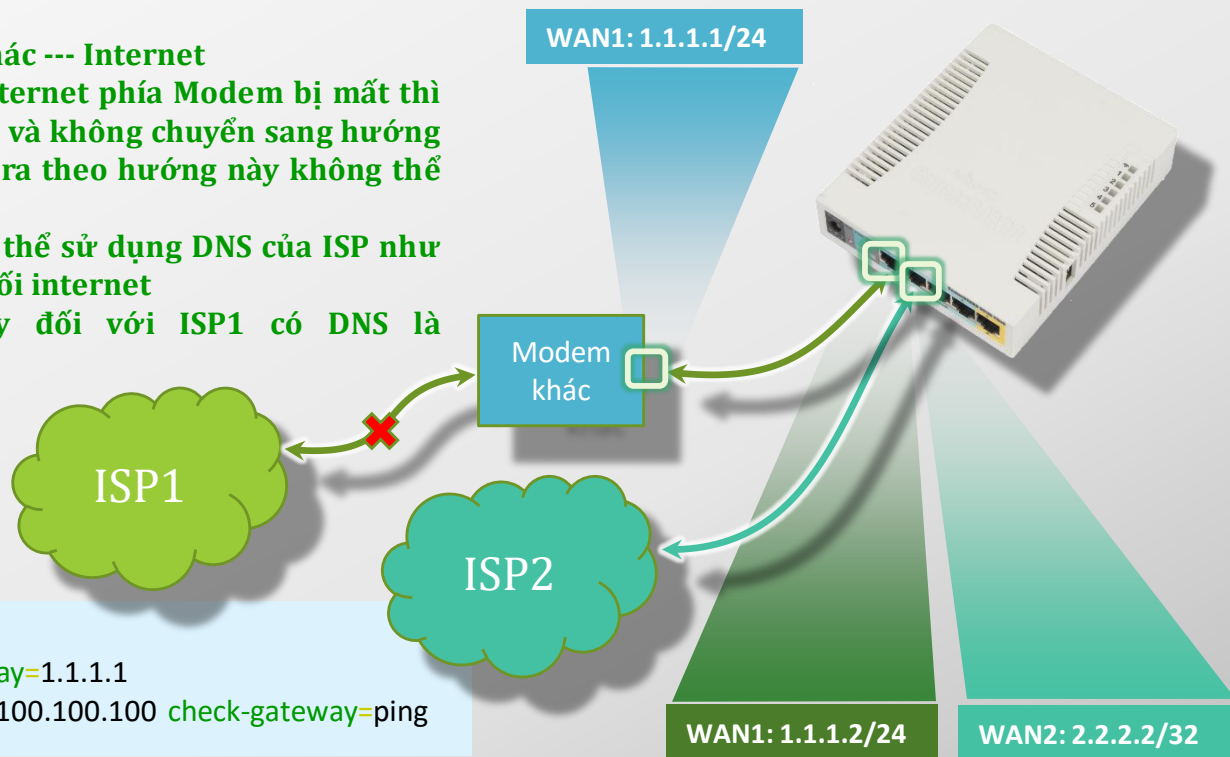 WAN1: 1.1.1.1/24
ác --- Internet
ternet phía Modem bị mất thì
và không chuyển sang hướng
ra theo hướng này không thể
thể sử dụng DNS của ISP như
ối internet
y đối với ISP1 có DNS là
Modem
khác
ISP1
ISP2
ay=1.1.1.1
100.100.100 check-gateway=ping
WAN1: 1.1.1.2/24
WAN2: 2.2.2.2/32